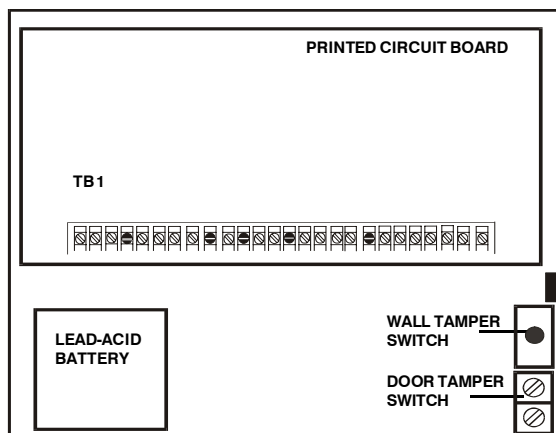 PRINTED CIRCUIT BOARD
TB1
LEAD-ACID
BATTERY
WALL TAMPER
SWITCH
DOOR TAMPER
SWITCH